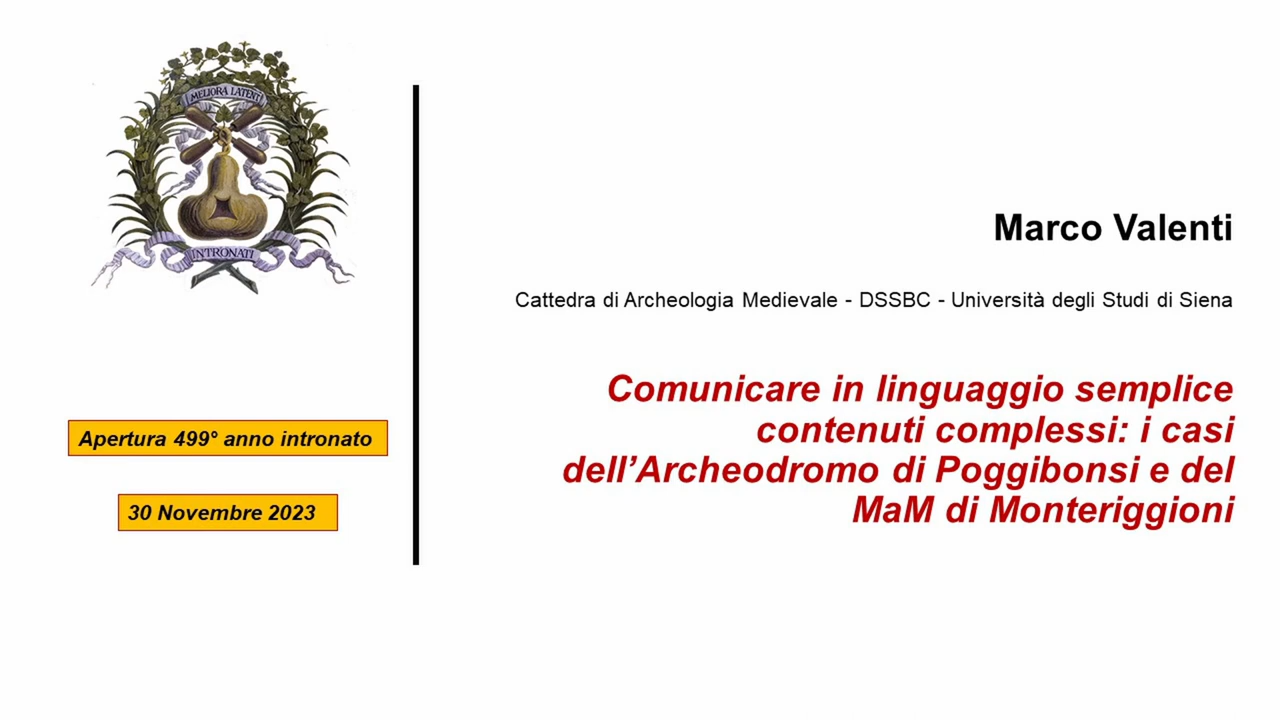 MELIORA LATENT
INTRONATI
Apertura 499° anno intronato
30 Novembre 2023
Marco Valenti
Cattedra di Archeologia Medievale - DSSBC - Università degli Studi di Siena
Comunicare in linguaggio semplice
contenuti complessi: i casi
dell’Archeodromo di Poggibonsi e del
MaM di Monteriggioni